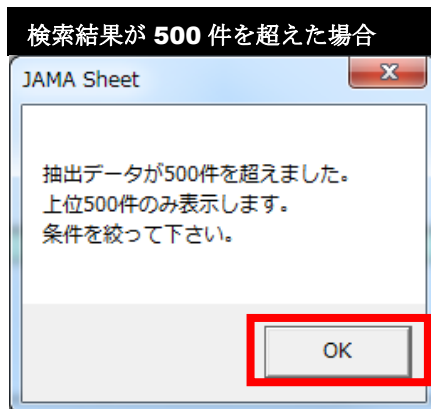 検索結果が 500 件を超えた場合
JAMA Sheet
抽出データが500件を超えました。
上位500件のみ表示します。
条件を絞って下さい。
OK